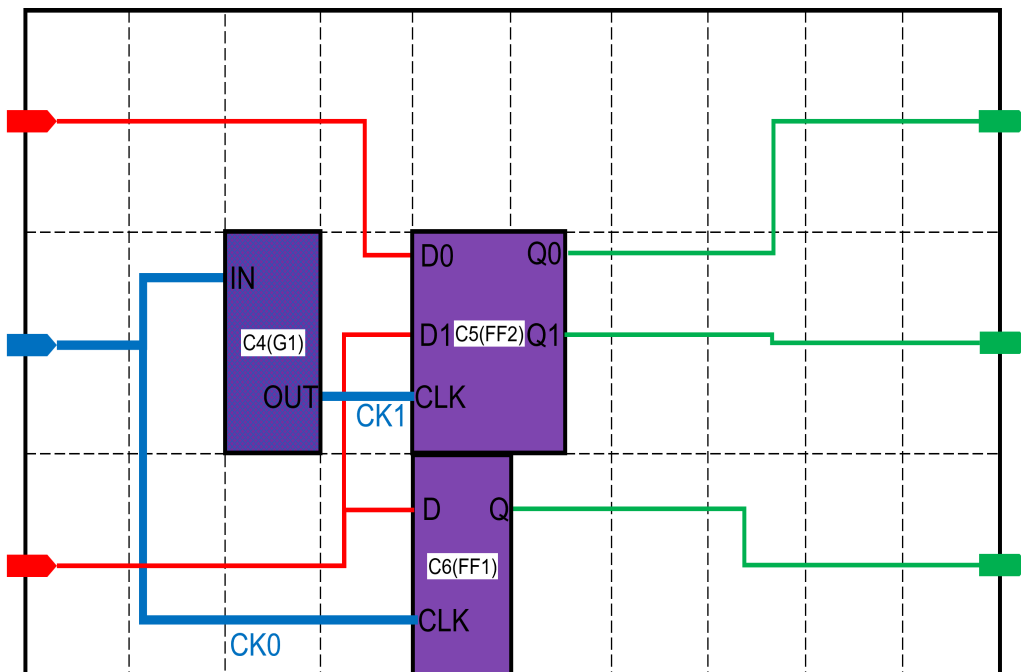 D0
Q0
IN
C4(G1)
D1
C5(FF2)
Q1
OUT
CK1
CLK
D
Q
C6(FF1)
CLK
CK0